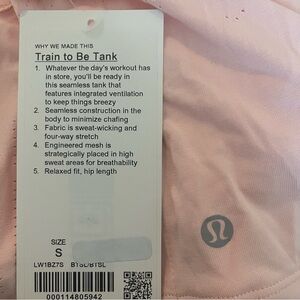 WHY WE MADE THIS
Train to Be Tank
1. Whatever the day's workout has
in store, you'll be ready in
this seamless tank that
features integrated ventilation
to keep things breezy
2. Seamless construction in the
body to minimize chafing
3. Fabric is sweat-wicking and
four-way stretch
4. Engineered mesh is
strategically placed in high
sweat areas for breathability
5. Relaxed fit, hip length
SIZE
S
LW1BZ7S BTSL/BTSL
000114805942